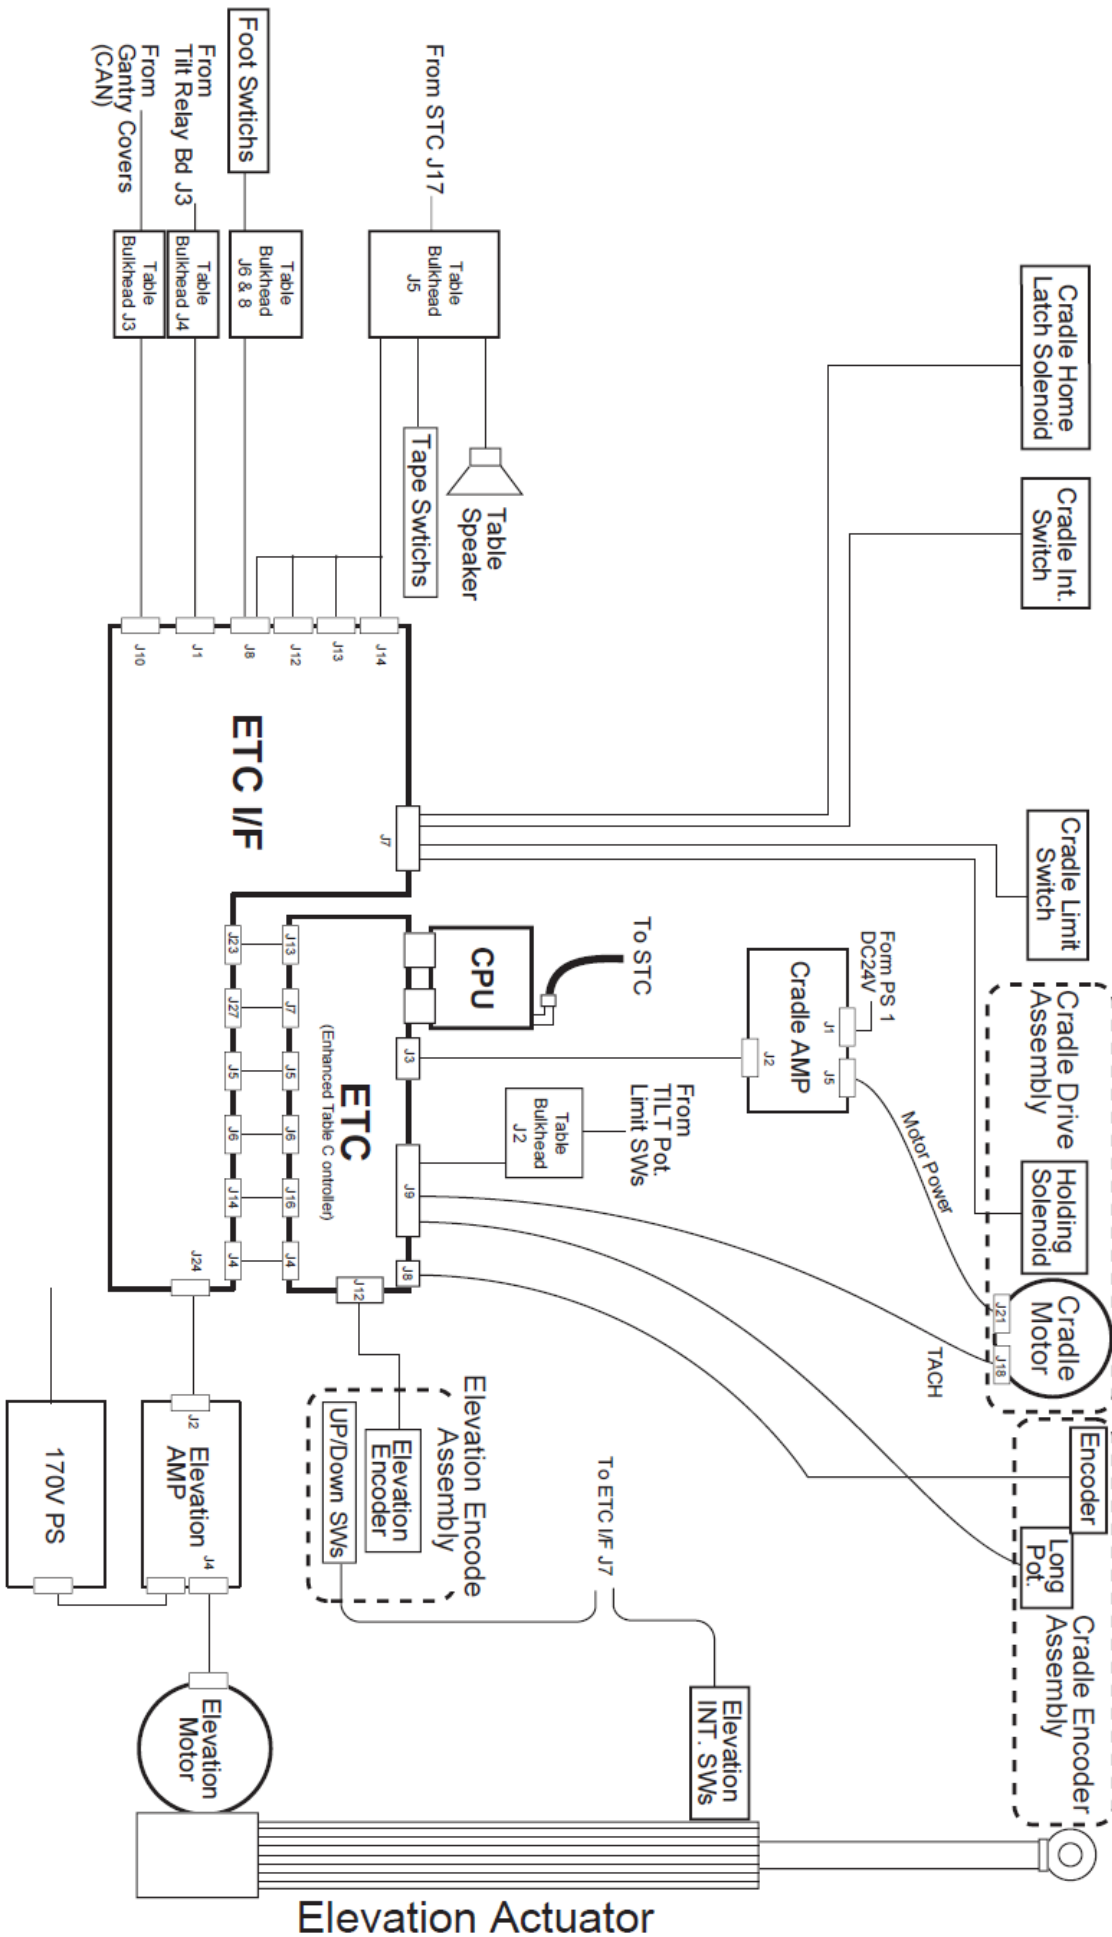 Cradle Home
Latch Solenoid
Cradle Int.
Switch
Cradle Limit
Switch
Cradle Drive
Assembly
Holding
Solenoid
Cradle
Motor
J21
J18
Encoder
Long
Pot.
Cradle Encoder
Assembly
Form PS 1
DC24V
J1
J5
Cradle AMP
J2
Motor Power
TACH
From
TILT Pot.
Limit SWs
To STC
Table
Bulkhead
J2
Elevation
INT. SWs
To ETC I/F J7
From STC J17
Table
Bulkhead
J5
Table
Speaker
Tape Swtichs
CPU
J3
J9
J8
J12
ETC
(Enhanced Table C ontroller)
J13
J7
J5
J6
J16
J4
Elevation Encode
Assembly
Elevation
Encoder
UP/Down SWs
Foot Swtichs
Table
Bulkhead
J6 & 8
From
Tilt Relay Bd J3
Table
Bulkhead J4
From
Gantry Covers
(CAN)
Table
Bulkhead J3
J14
J13
J12
J8
J1
J10
J7
ETC I/F
J23
J27
J5
J6
J14
J4
J24
J2
Elevation
AMP
J4
170V PS
Elevation
Motor
Elevation Actuator